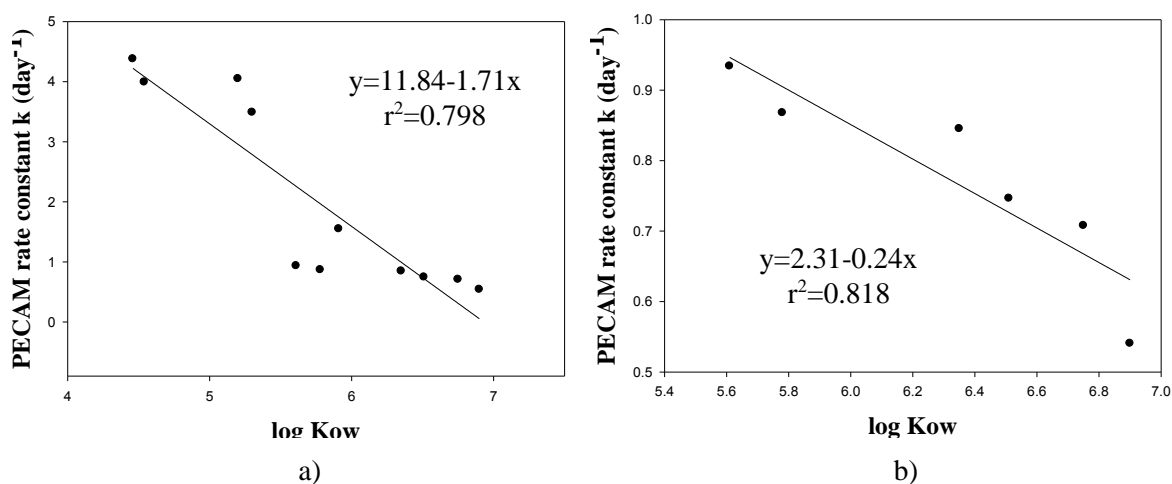 PECAM rate constant k (day⁻¹)
5
4
3
2
1
0
y=11.84-1.71x
r²=0.798
4 5 6 7
log Kow
a)
PECAM rate constant k (day⁻¹)
1.0
0.9
0.8
0.7
0.6
0.5
y=2.31-0.24x
r²=0.818
5.4 5.6 5.8 6.0 6.2 6.4 6.6 6.8 7.0
log Kow
b)